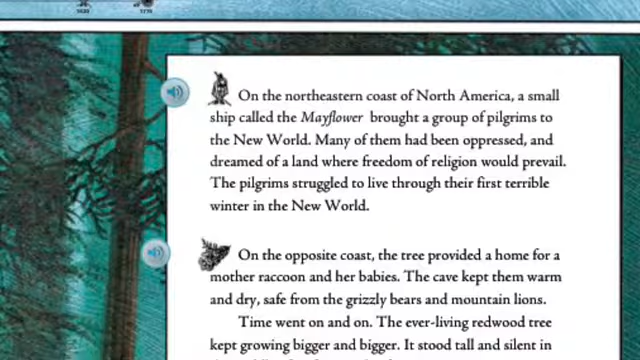 On the northeastern coast of North America, a small
ship called the Mayflower brought a group of pilgrims to
the New World. Many of them had been oppressed, and
dreamed of a land where freedom of religion would prevail.
The pilgrims struggled to live through their first terrible
winter in the New World.
On the opposite coast, the tree provided a home for a
mother raccoon and her babies. The cave kept them warm
and dry, safe from the grizzly bears and mountain lions.
Time went on and on. The ever-living redwood tree
kept growing bigger and bigger. It stood tall and silent in